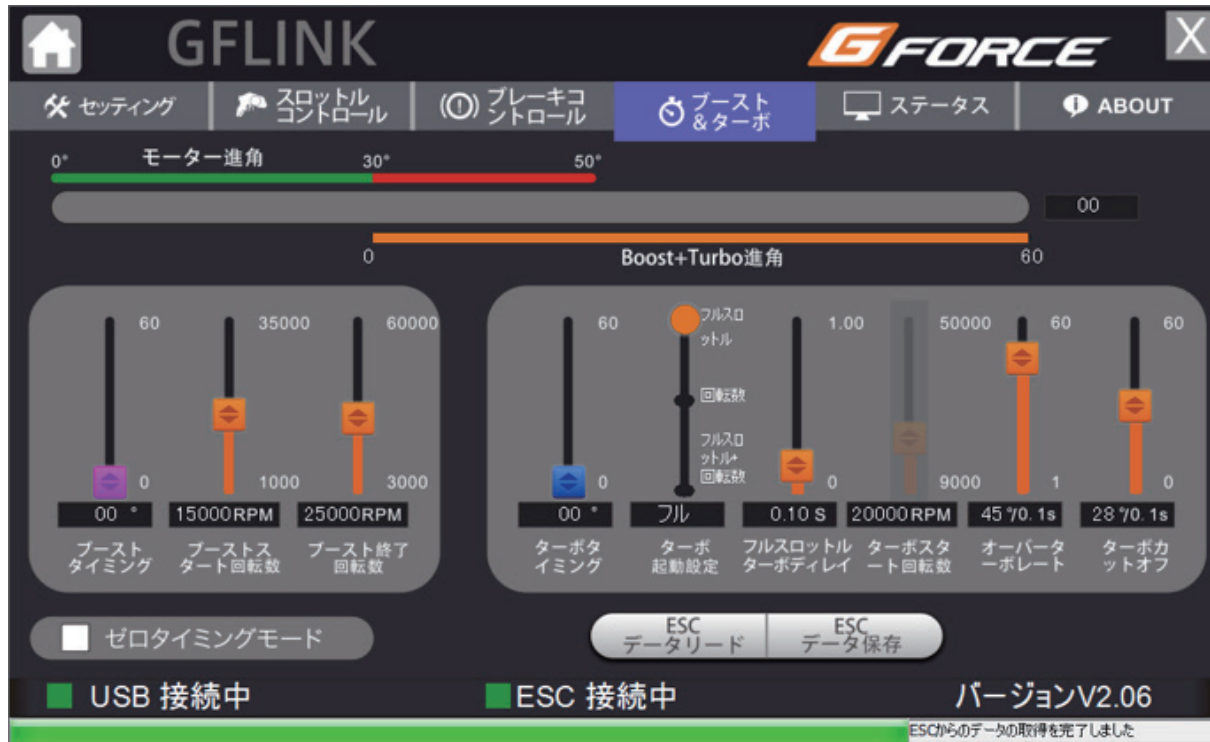 GFLINK
GFORCE
X
セッティング
スロットル
コントロール
ブレーキコ
ントロール
ブースト
&ターボ
ステータス
ABOUT
0°
モーター進角
30°
50°
00
0
Boost+Turbo進角
60
60
35000
60000
0
1000
3000
00 °
15000RPM
25000RPM
ブースト
タイミング
ブーストス
タート回転数
ブースト終了
回転数
60
フルスロ
ットル
回転数
フルスロ
ットル+
回転数
1.00
50000
60
60
0
0
9000
1
0
00 °
フル
0.10 S
20000 RPM
45 °/0.1s
28 °/0.1s
ターボタ
イミング
ターボ
起動設定
フルスロットル
ターボディレイ
ターボスタ
ート回転数
オーバータ
ーボレート
ターボカ
ットオフ
ゼロタイミングモード
ESC
データリード
ESC
データ保存
USB 接続中
ESC 接続中
バージョンV2.06
ESCからのデータの取得を完了しました